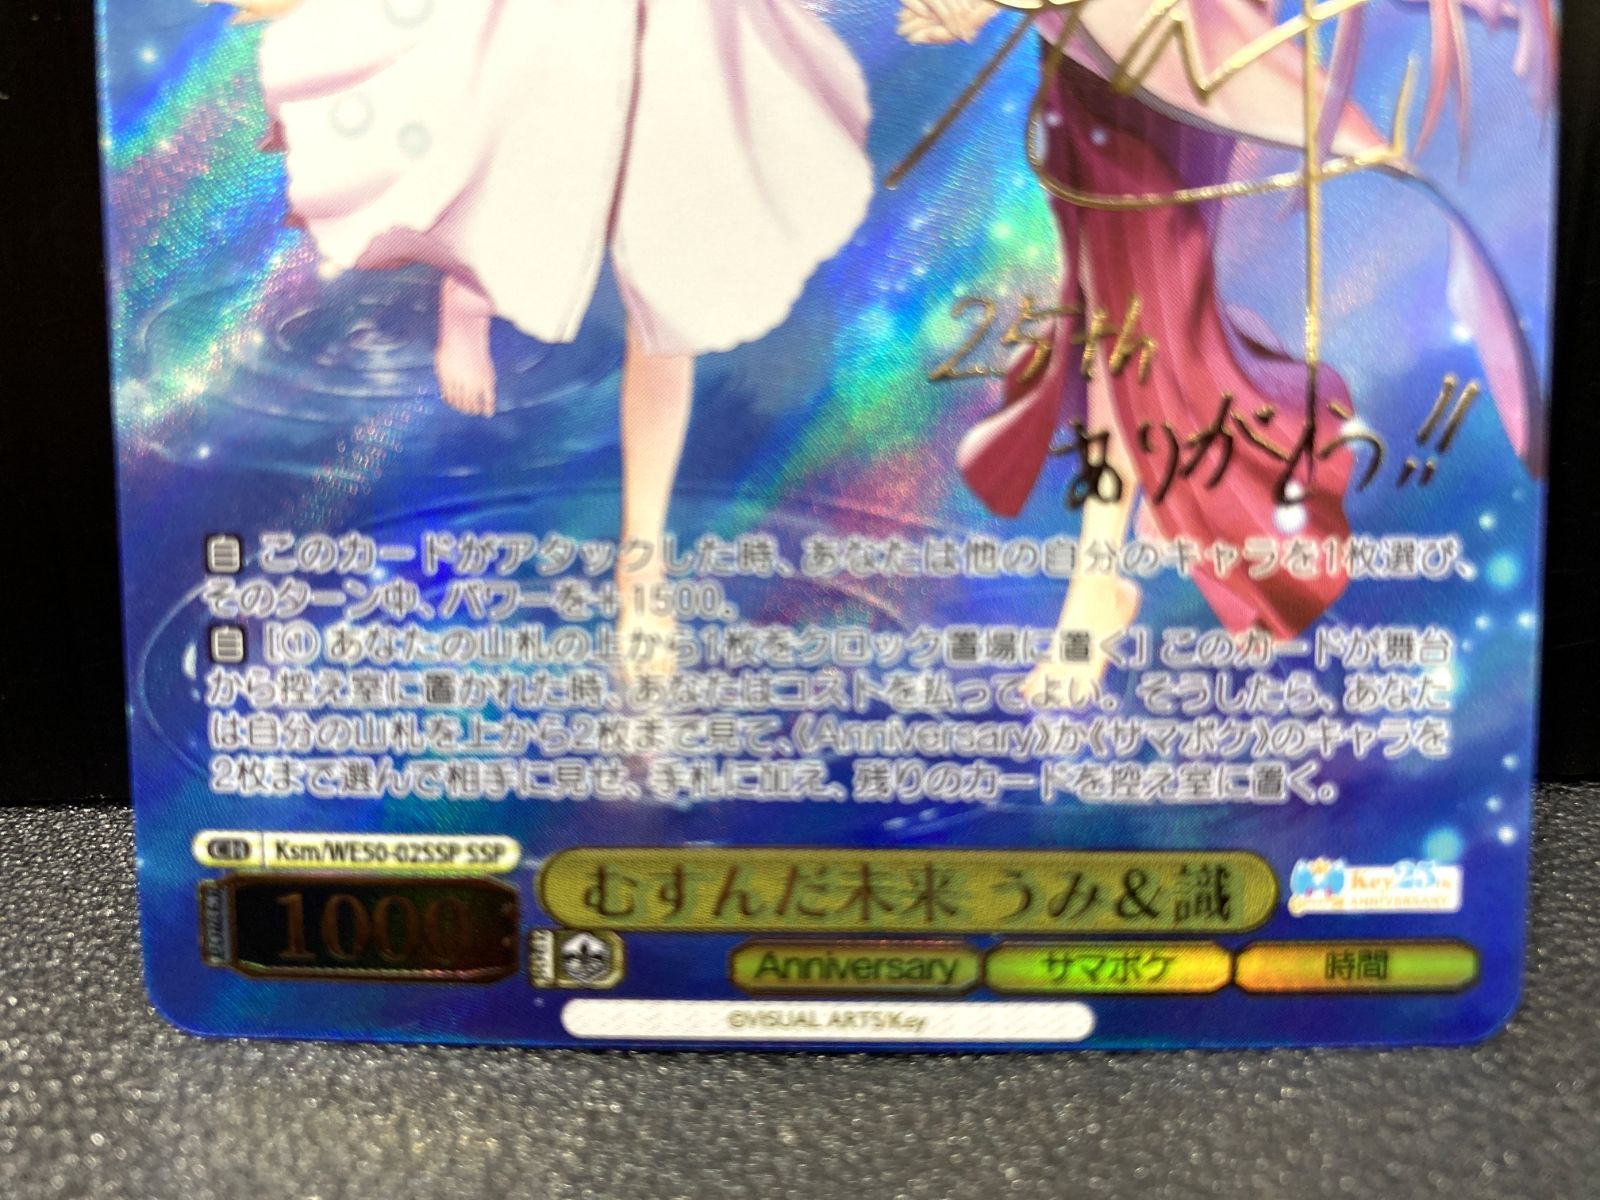 25th
ありがとう!!
自 このカードがアタックした時、あなたは他の自分のキャラを1枚選び、
そのターン中、パワーを+1500。
自 [① あなたの山札の上から1枚をクロック置場に置く] このカードが舞台
から控え室に置かれた時、あなたはコストを払ってよい。そうしたら、あなた
は自分の山札を上から2枚まで見て、《Anniversary》か《サマポケ》のキャラを
2枚まで選んで相手に見せ、手札に加え、残りのカードを控え室に置く。
CH Ksm/WE50-02SSP SSP
1000 むすんだ未来 うみ&識
Key25th
ANNIVERSARY
Anniversary サマポケ 時間
©VISUAL ARTS/Key